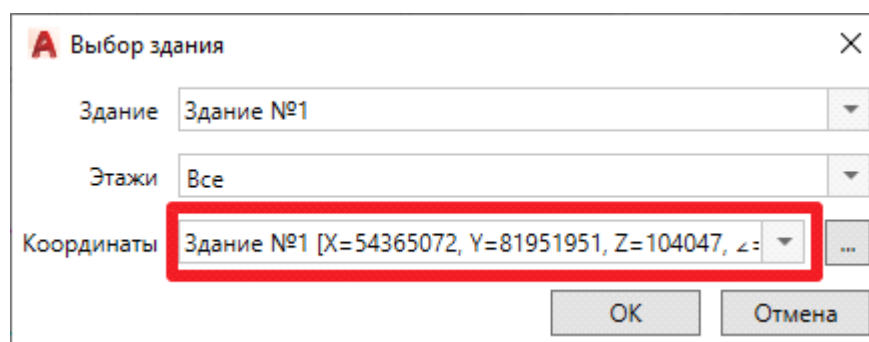 Выбор здания
Здание Здание №1
Этажи Все
Координаты Здание №1 [X=54365072, Y=81951951, Z=104047, ∠= ...
OK Отмена